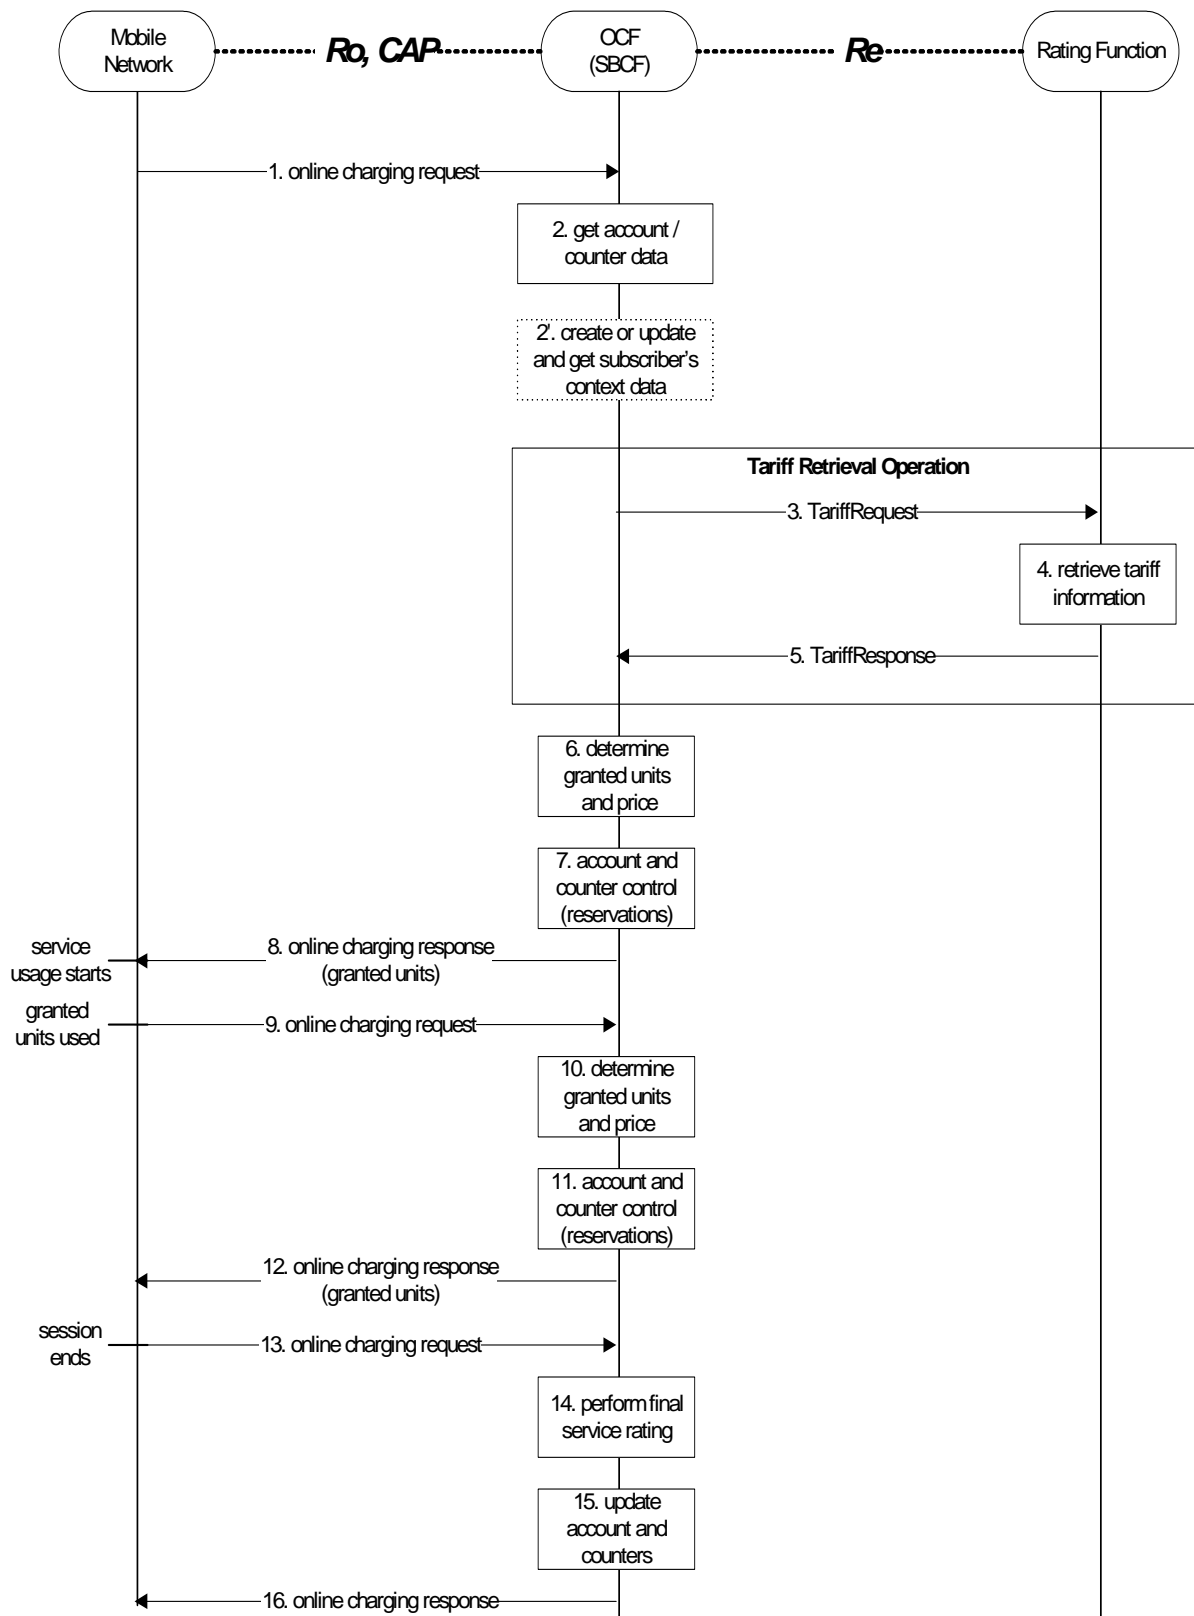 Mobile
Network
Ro, CAP
OCF
(SBCF)
Re
Rating Function
1. online charging request
2. get account /
counter data
2'. create or update
and get subscriber's
context data
Tariff Retrieval Operation
3. TariffRequest
4. retrieve tariff
information
5. TariffResponse
6. determine
granted units
and price
7. account and
counter control
(reservations)
service
usage starts
8. online charging response
(granted units)
granted
units used
9. online charging request
10. determine
granted units
and price
11. account and
counter control
(reservations)
12. online charging response
(granted units)
session
ends
13. online charging request
14. perform final
service rating
15. update
account and
counters
16. online charging response